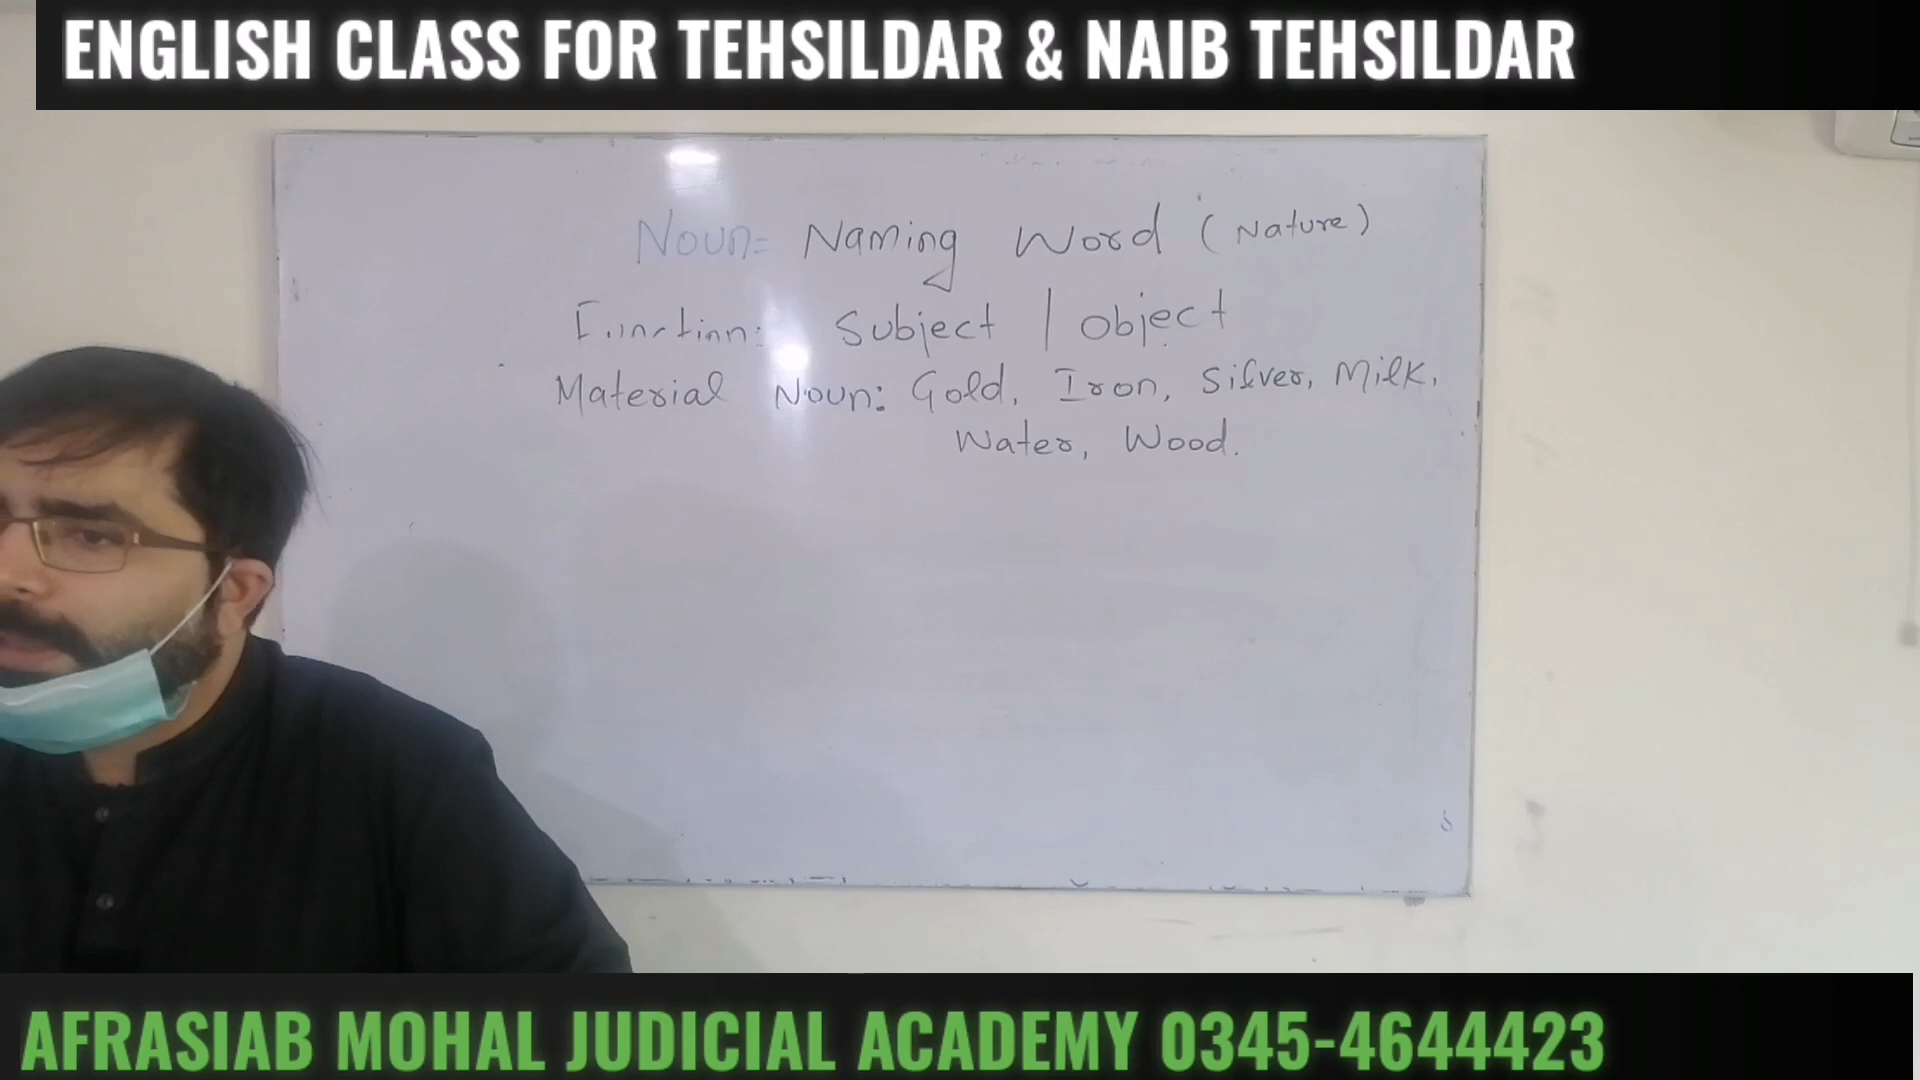 ENGLISH CLASS FOR TEHSILDAR & NAIB TEHSILDAR
Noun= Naming Word (Nature)
Function: Subject | Object
Material Noun: Gold, Iron, Silver, Milk,
Water, Wood.
AFRASIAB MOHAL JUDICIAL ACADEMY 0345-4644423